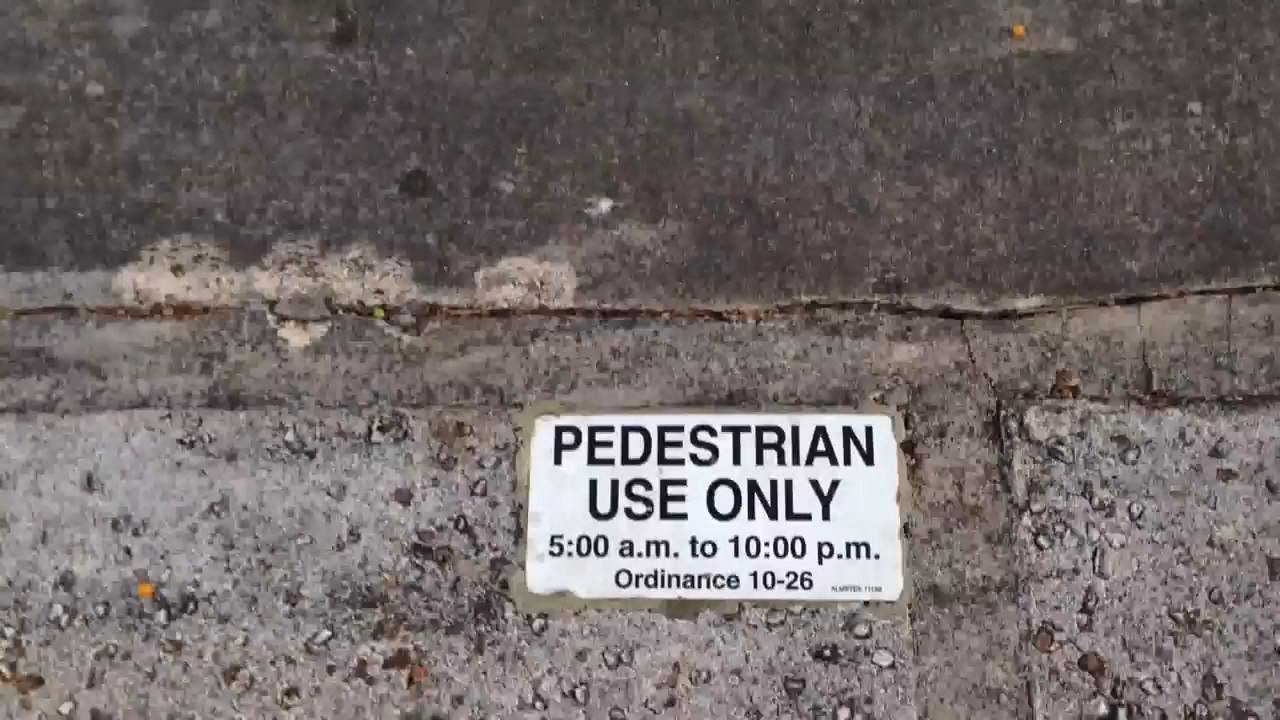 PEDESTRIAN
USE ONLY
5:00 a.m. to 10:00 p.m.
Ordinance 10-26